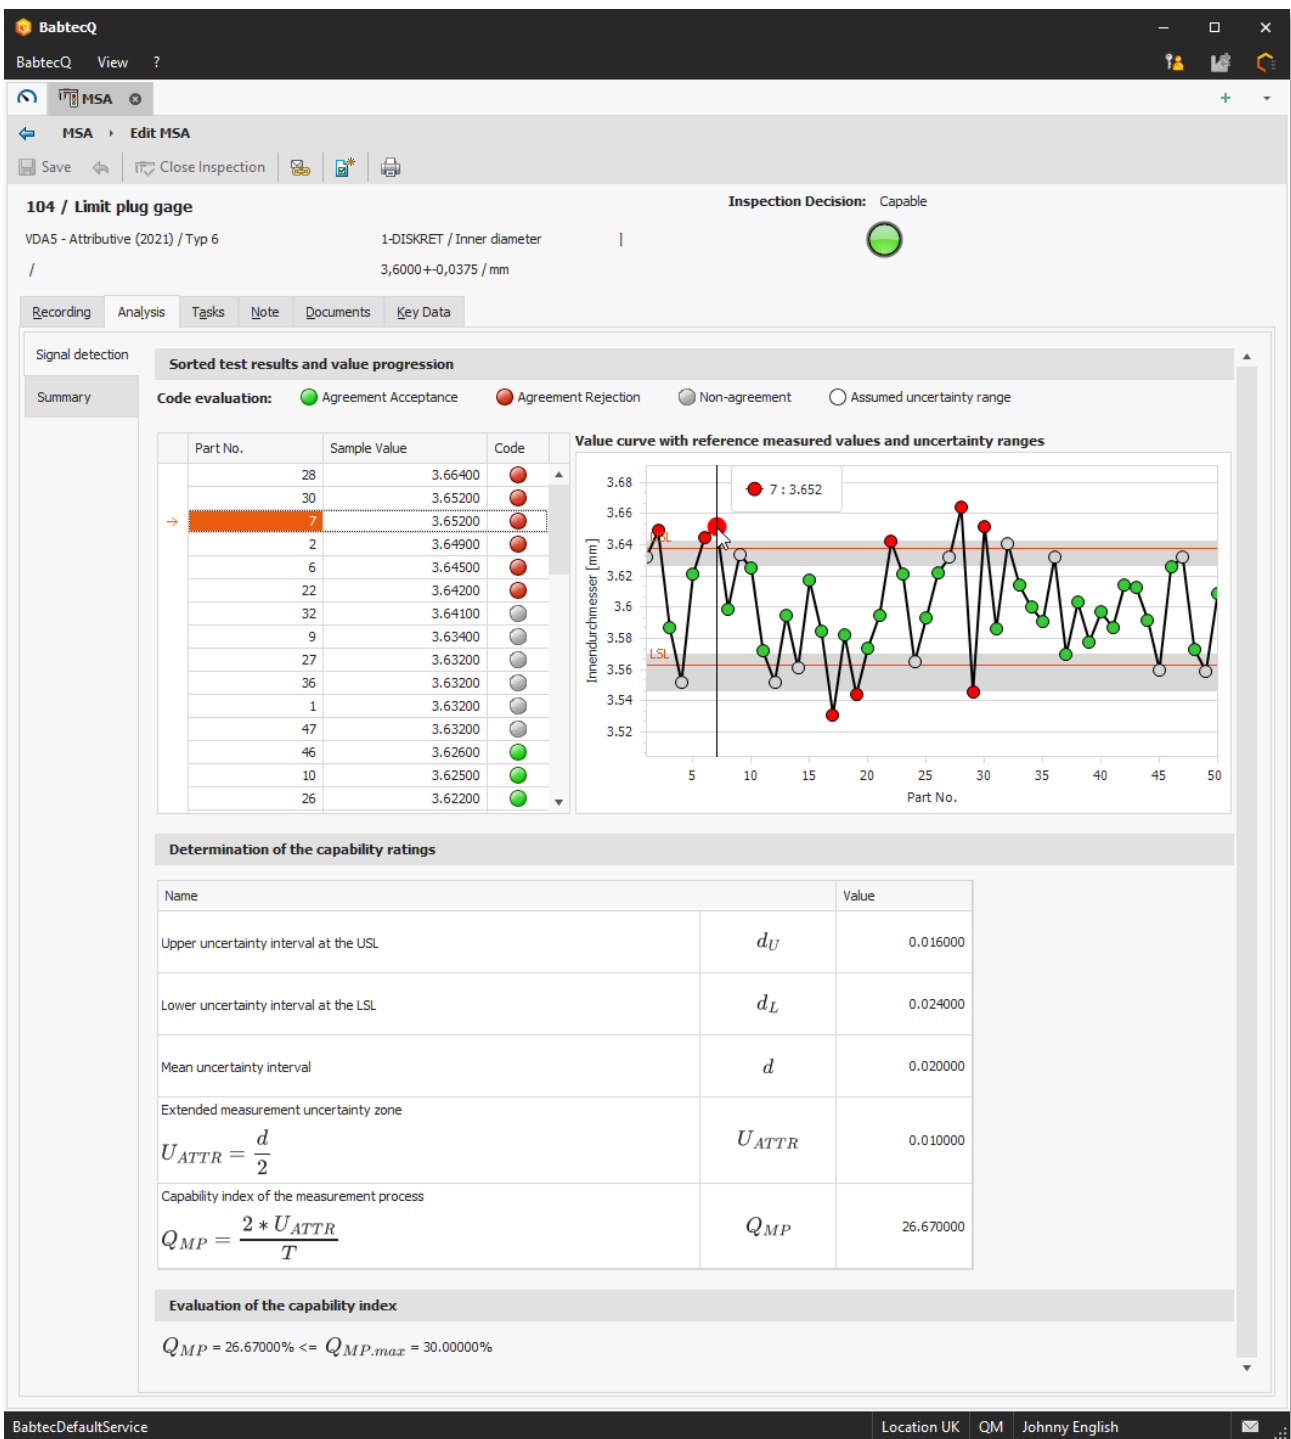 BabtecQ
BabtecQ View ?
MSA
MSA Edit MSA
Save Close Inspection
104 / Limit plug gage
Inspection Decision: Capable
VDA5 - Attributive (2021) / Typ 6
1-DISKRET / Inner diameter |
/
3,6000+-0,0375 / mm
Recording Analysis Tasks Note Documents Key Data
Signal detection
Summary
Sorted test results and value progression
Code evaluation: Agreement Acceptance Agreement Rejection Non-agreement Assumed uncertainty range
Part No. Sample Value Code
28 3.66400
30 3.65200
7 3.65200
2 3.64900
6 3.64500
22 3.64200
32 3.64100
9 3.63400
27 3.63200
36 3.63200
1 3.63200
47 3.63200
46 3.62600
10 3.62500
26 3.62200
Value curve with reference measured values and uncertainty ranges
7 : 3.652
Innendurchmesser [mm]
3.68
3.66
3.64
3.62
3.6
3.58
3.56
3.54
3.52
LSL
5 10 15 20 25 30 35 40 45 50
Part No.
Determination of the capability ratings
Name Value
Upper uncertainty interval at the USL d_U 0.016000
Lower uncertainty interval at the LSL d_L 0.024000
Mean uncertainty interval d 0.020000
Extended measurement uncertainty zone
U_ATTR = d/2 U_ATTR 0.010000
Capability index of the measurement process
Q_MP = 2 * U_ATTR / T Q_MP 26.670000
Evaluation of the capability index
Q_MP = 26.67000% <= Q_MP.max = 30.00000%
BabtecDefaultService
Location UK QM Johnny English